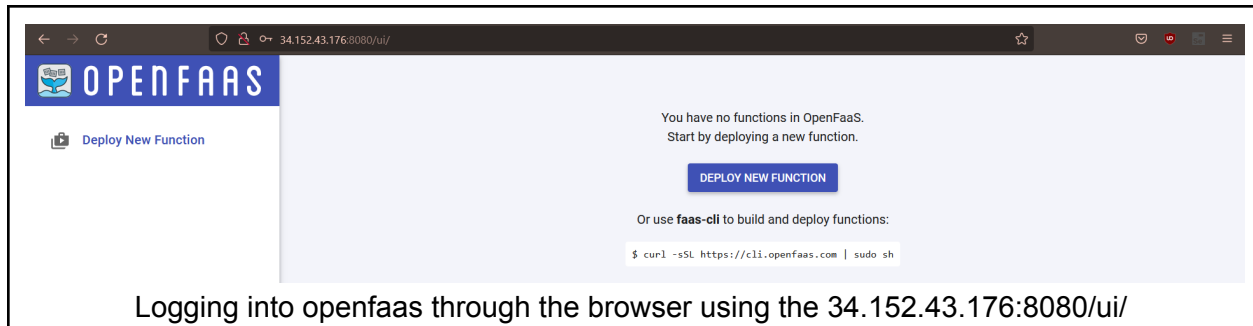 34.152.43.176:8080/ui/
OPENFAAS
Deploy New Function
You have no functions in OpenFaaS.
Start by deploying a new function.
DEPLOY NEW FUNCTION
Or use faas-cli to build and deploy functions:
$ curl -sSL https://cli.openfaas.com | sudo sh
Logging into openfaas through the browser using the 34.152.43.176:8080/ui/